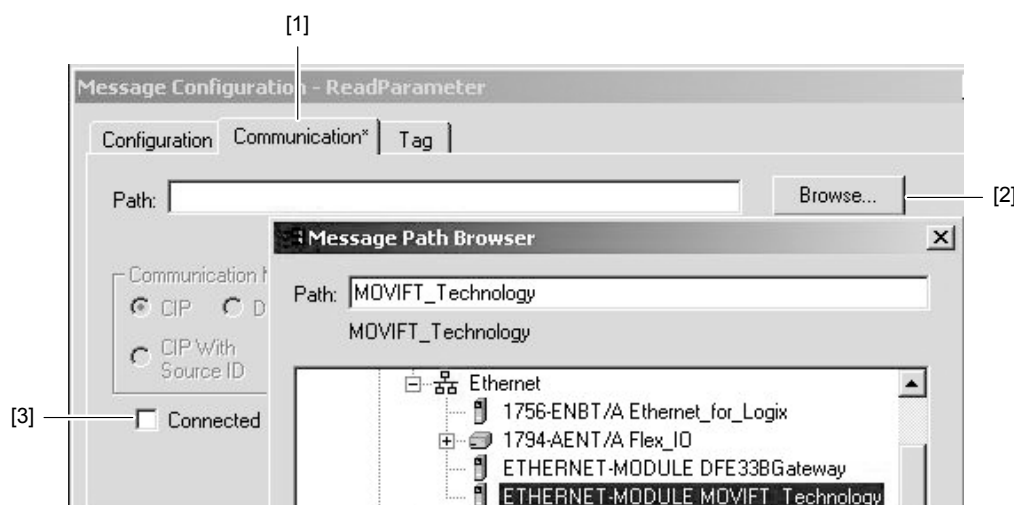 [1]
Message Configuration - ReadParameter
Configuration Communication* Tag
Path: Browse... [2]
Message Path Browser
Communication
Path: MOVIFT_Technology
CIP D
MOVIFT_Technology
CIP With
Source ID
Ethernet
[3] Connected
1756-ENBT/A Ethernet_for_Logix
1794-AENT/A Flex_IO
ETHERNET-MODULE DFE33BGateway
ETHERNET-MODULE MOVIFT_Technology